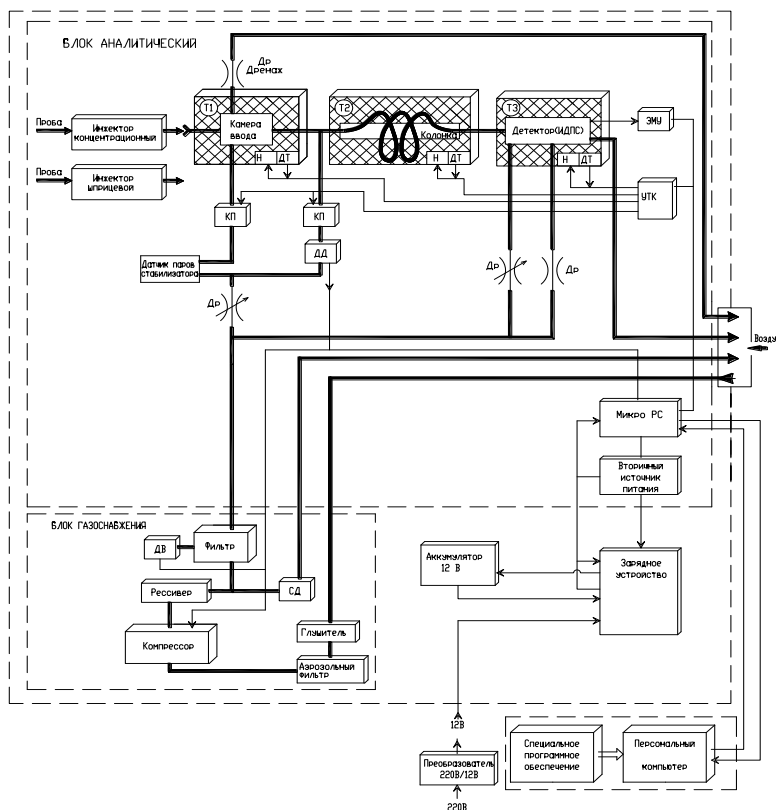 БЛОК АНАЛИТИЧЕСКИЙ
Др
Дренах
Т1
Т2
Т3
Проба
Инжектор
концентрационный
Камера
ввода
Колонка
Детектор(ИДПС)
ЭМУ
Н
ДТ
Н
ДТ
Н
ДТ
Проба
Инжектор
шприцевой
УТК
КП
КП
ДД
Датчик паров
стабилизатора
Др
Др
Др
Возду
Микро РС
Вторичный
источник
питания
БЛОК ГАЗОСНАБЖЕНИЯ
ДВ
Фильтр
Аккумулятор
12 В
Зарядное
устройство
Рессивер
СД
Глушитель
Компрессор
Аэрозольный
фильтр
12В
Преобразователь
220В/12В
220В
Специальное
программное
обеспечение
Персональный
компьютер